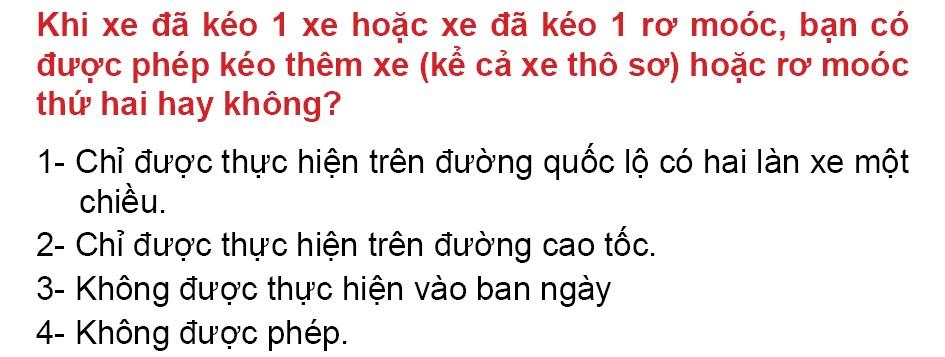 Khi xe đã kéo 1 xe hoặc xe đã kéo 1 rơ moóc, bạn có
được phép kéo thêm xe (kể cả xe thô sơ) hoặc rơ moóc
thứ hai hay không?
1- Chỉ được thực hiện trên đường quốc lộ có hai làn xe một
chiều.
2- Chỉ được thực hiện trên đường cao tốc.
3- Không được thực hiện vào ban ngày
4- Không được phép.